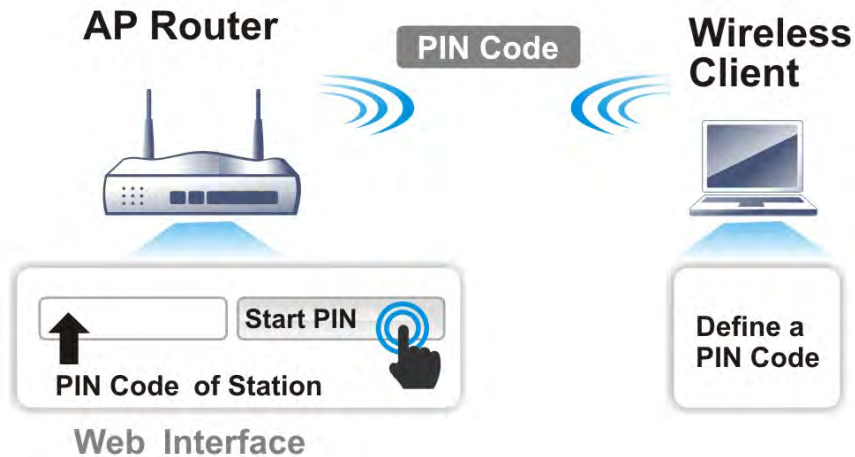 AP Router
PIN Code
Wireless
Client
Start PIN
PIN Code of Station
Define a
PIN Code
Web Interface